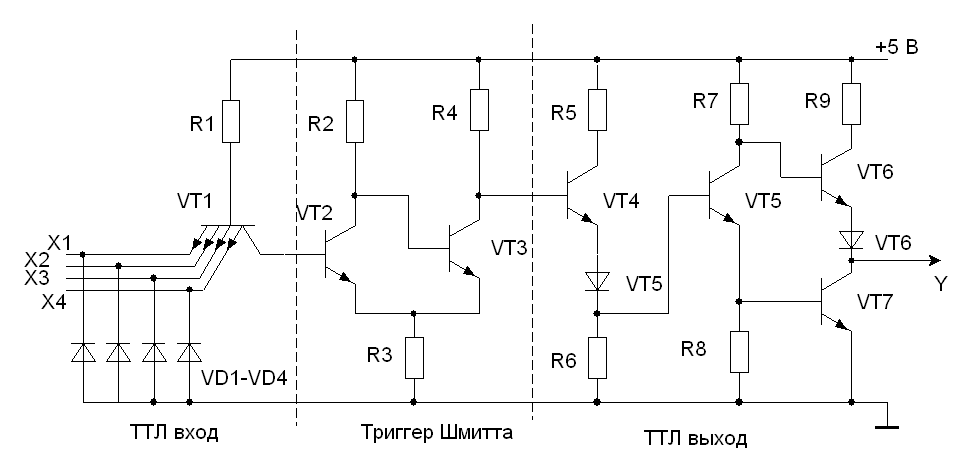 +5 В
R1
R2
R4
R5
R7
R9
VT1
VT2
VT3
VT4
VT5
VT6
X1
X2
X3
X4
VT5
VT6
Y
VT7
R3
R6
R8
VD1-VD4
ТТЛ вход
Триггер Шмитта
ТТЛ выход